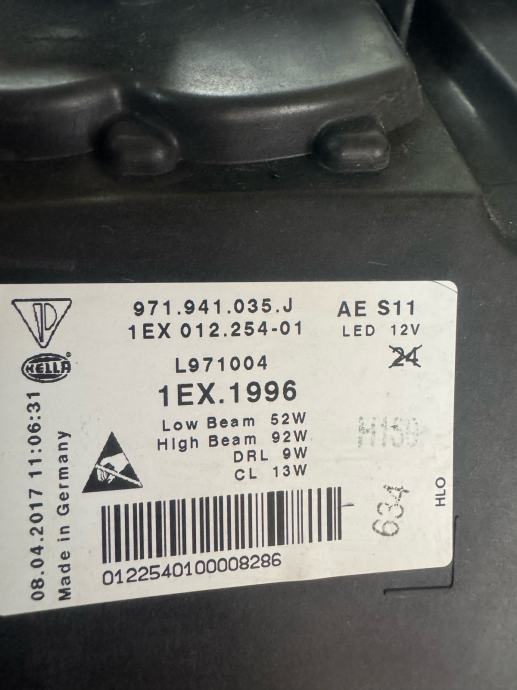 971.941.035.J
1EX 012.254-01
AE S11
LED 12V
24
HELLA
L971004
1EX.1996
Low Beam 52W
High Beam 92W
DRL 9W
CL 13W
08.04.2017 11:06:31
Made in Germany
634
HLO
0122540100008286